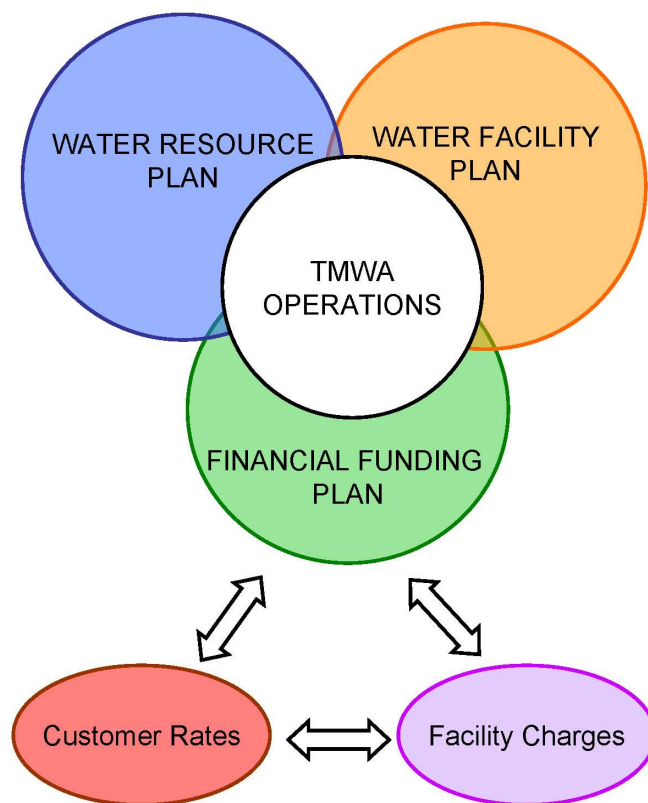 WATER RESOURCE
PLAN
WATER FACILITY
PLAN
TMWA
OPERATIONS
FINANCIAL FUNDING
PLAN
Customer Rates
Facility Charges